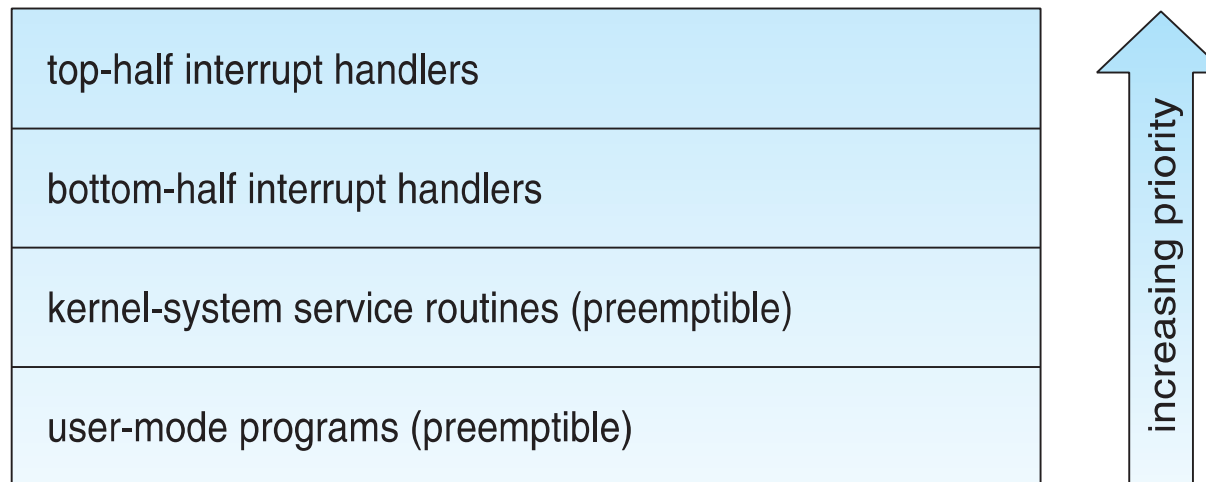 top-half interrupt handlers
bottom-half interrupt handlers
kernel-system service routines (preemptible)
user-mode programs (preemptible)
increasing priority